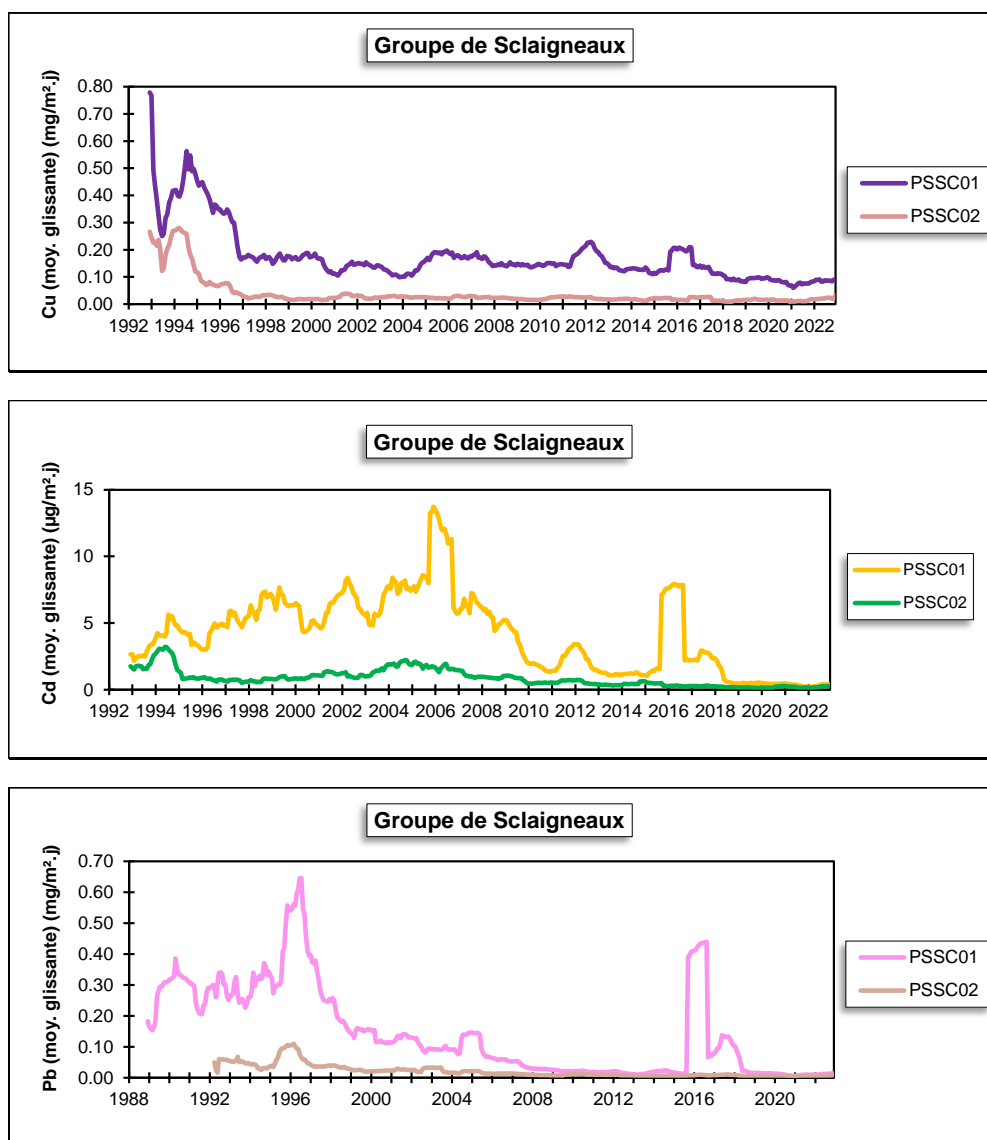 Groupe de Sclaigneaux
Cu (moy. glissante) (mg/m².j)
0.80
0.70
0.60
0.50
0.40
0.30
0.20
0.10
0.00
1992 1994 1996 1998 2000 2002 2004 2006 2008 2010 2012 2014 2016 2018 2020 2022
PSSC01
PSSC02
Groupe de Sclaigneaux
Cd (moy. glissante) (µg/m².j)
15
10
5
0
1992 1994 1996 1998 2000 2002 2004 2006 2008 2010 2012 2014 2016 2018 2020 2022
PSSC01
PSSC02
Groupe de Sclaigneaux
Pb (moy. glissante) (mg/m².j)
0.70
0.60
0.50
0.40
0.30
0.20
0.10
0.00
1988 1992 1996 2000 2004 2008 2012 2016 2020
PSSC01
PSSC02